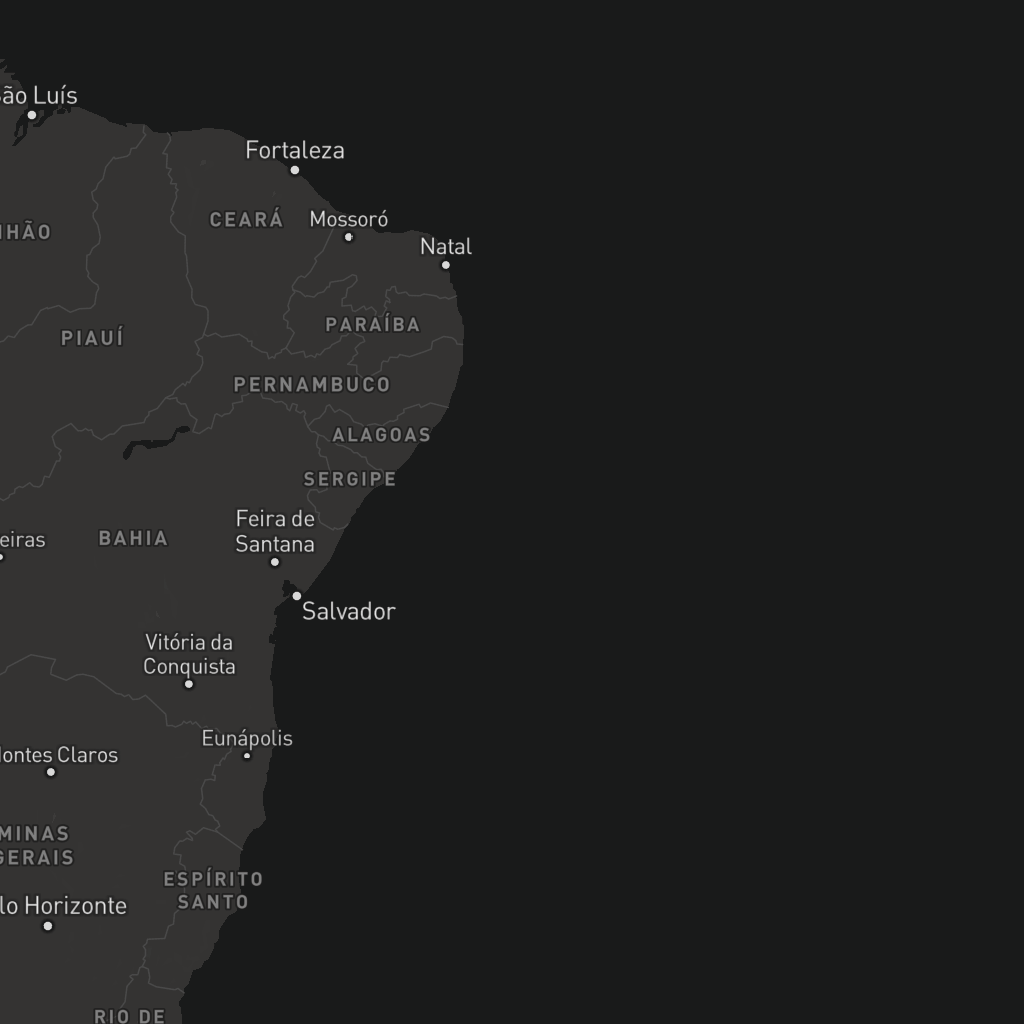 ão Luís
Fortaleza
CEARÁ
Mossoró
HÃO
Natal
PARAÍBA
PIAUÍ
PERNAMBUCO
ALAGOAS
SERGIPE
Feira de
Santana
eiras
BAHIA
Salvador
Vitória da
Conquista
Eunápolis
ontes Claros
MINAS
GERAIS
ESPÍRITO
SANTO
lo Horizonte
RIO DE